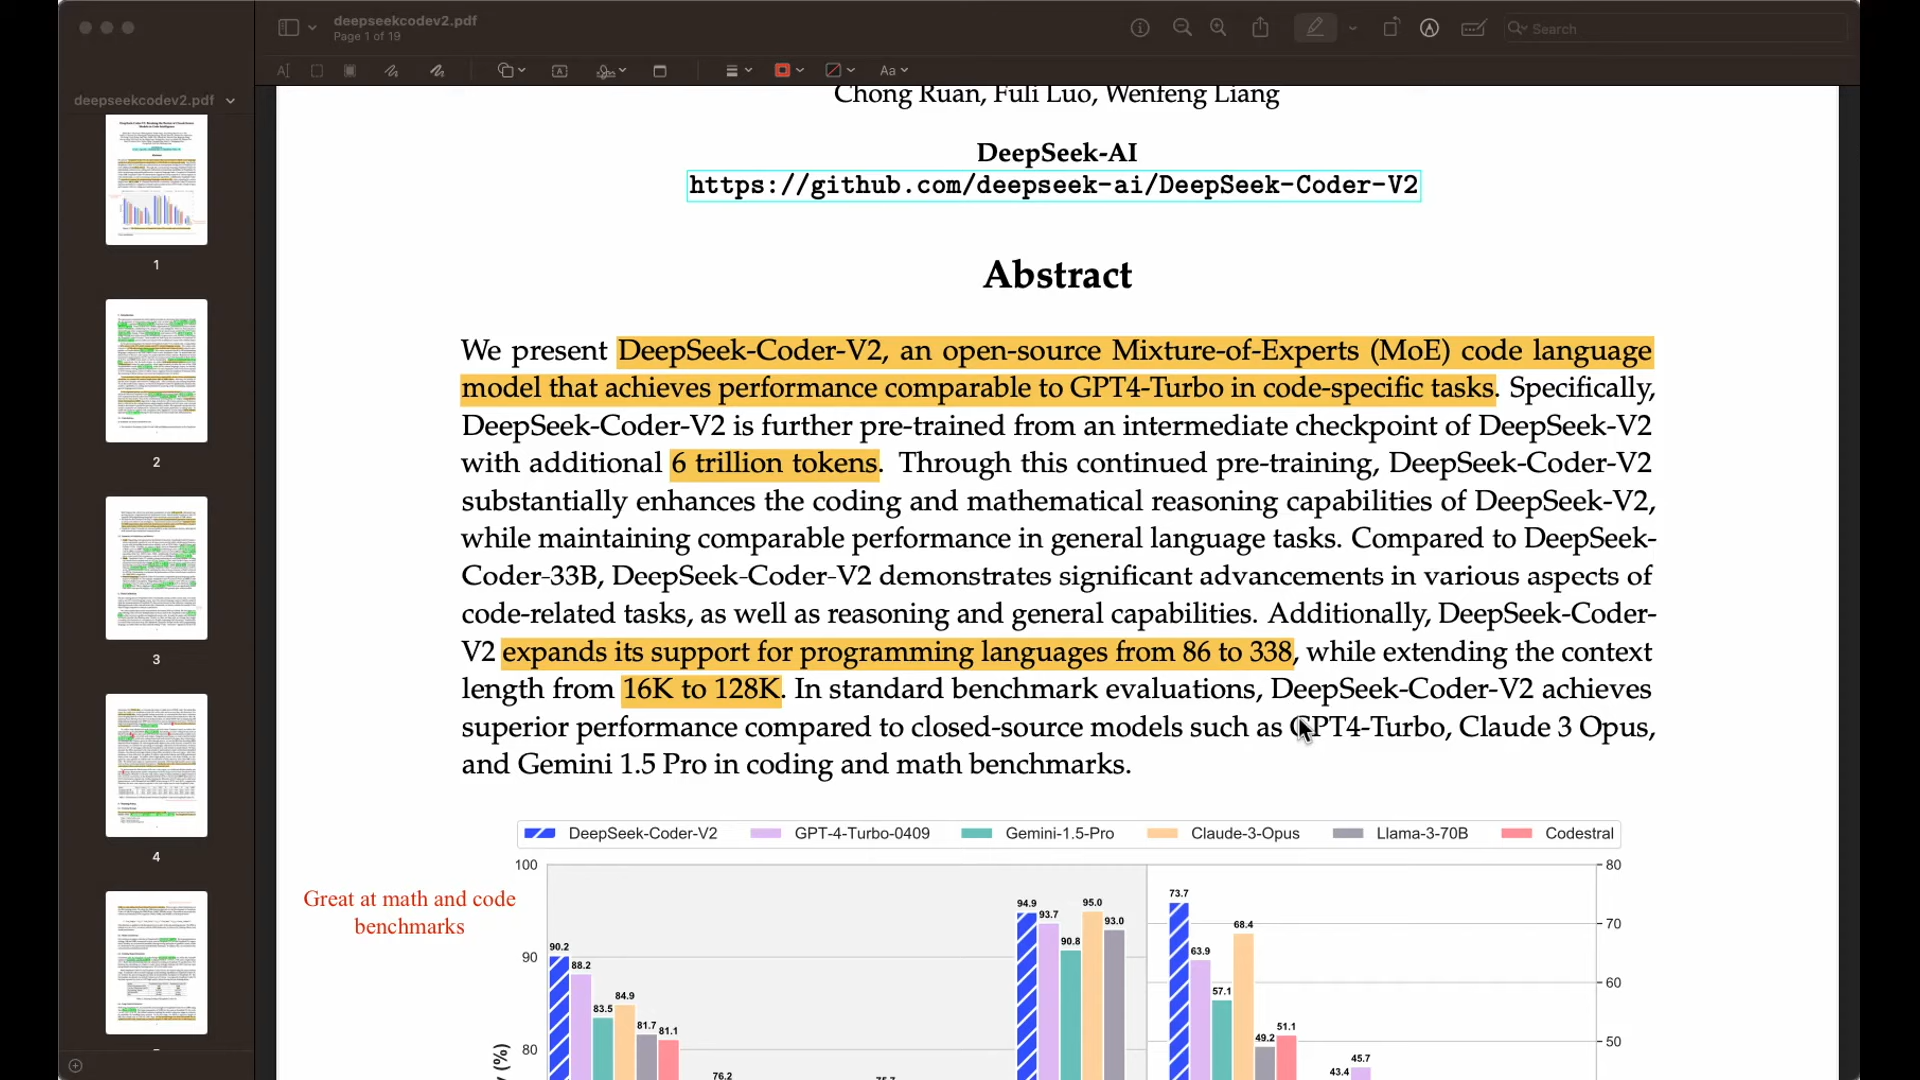 deepseekcodev2.pdf
Page 1 of 19
Search
Aa
deepseekcodev2.pdf
1
2
3
4
Chong Ruan, Fuli Luo, Wenfeng Liang
DeepSeek-AI
https://github.com/deepseek-ai/DeepSeek-Coder-V2
Abstract
We present DeepSeek-Coder-V2, an open-source Mixture-of-Experts (MoE) code language
model that achieves performance comparable to GPT4-Turbo in code-specific tasks. Specifically,
DeepSeek-Coder-V2 is further pre-trained from an intermediate checkpoint of DeepSeek-V2
with additional 6 trillion tokens. Through this continued pre-training, DeepSeek-Coder-V2
substantially enhances the coding and mathematical reasoning capabilities of DeepSeek-V2,
while maintaining comparable performance in general language tasks. Compared to DeepSeek-
Coder-33B, DeepSeek-Coder-V2 demonstrates significant advancements in various aspects of
code-related tasks, as well as reasoning and general capabilities. Additionally, DeepSeek-Coder-
V2 expands its support for programming languages from 86 to 338, while extending the context
length from 16K to 128K. In standard benchmark evaluations, DeepSeek-Coder-V2 achieves
superior performance compared to closed-source models such as GPT4-Turbo, Claude 3 Opus,
and Gemini 1.5 Pro in coding and math benchmarks.
DeepSeek-Coder-V2 GPT-4-Turbo-0409 Gemini-1.5-Pro Claude-3-Opus Llama-3-70B Codestral
Great at math and code
benchmarks
100
90
80
(%)
90.2
88.2
83.5
84.9
81.7
81.1
76.2
94.9
93.7
90.8
95.0
93.0
73.7
63.9
57.1
68.4
49.2
51.1
43.4
45.7
80
70
60
50